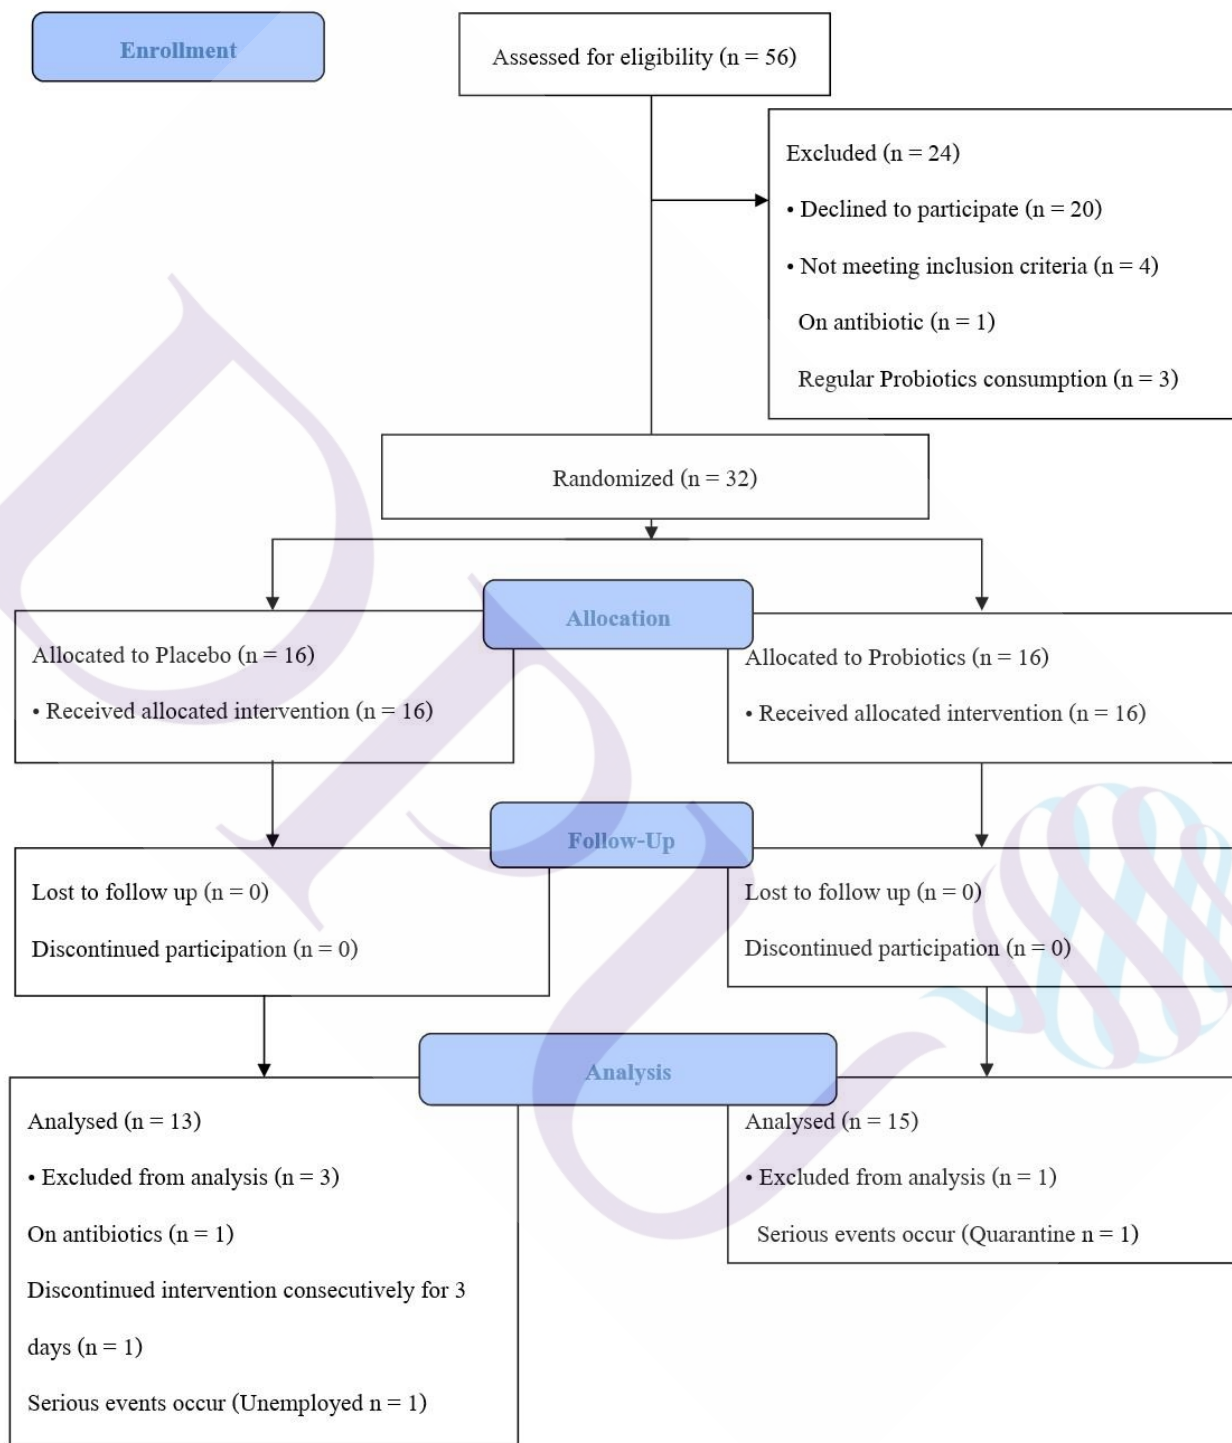 Enrollment
Assessed for eligibility (n = 56)
Excluded (n = 24)
• Declined to participate (n = 20)
• Not meeting inclusion criteria (n = 4)
On antibiotic (n = 1)
Regular Probiotics consumption (n = 3)
Randomized (n = 32)
Allocation
Allocated to Placebo (n = 16)
• Received allocated intervention (n = 16)
Allocated to Probiotics (n = 16)
• Received allocated intervention (n = 16)
Follow-Up
Lost to follow up (n = 0)
Discontinued participation (n = 0)
Lost to follow up (n = 0)
Discontinued participation (n = 0)
Analysis
Analysed (n = 13)
• Excluded from analysis (n = 3)
On antibiotics (n = 1)
Discontinued intervention consecutively for 3
days (n = 1)
Serious events occur (Unemployed n = 1)
Analysed (n = 15)
• Excluded from analysis (n = 1)
Serious events occur (Quarantine n = 1)
DPU